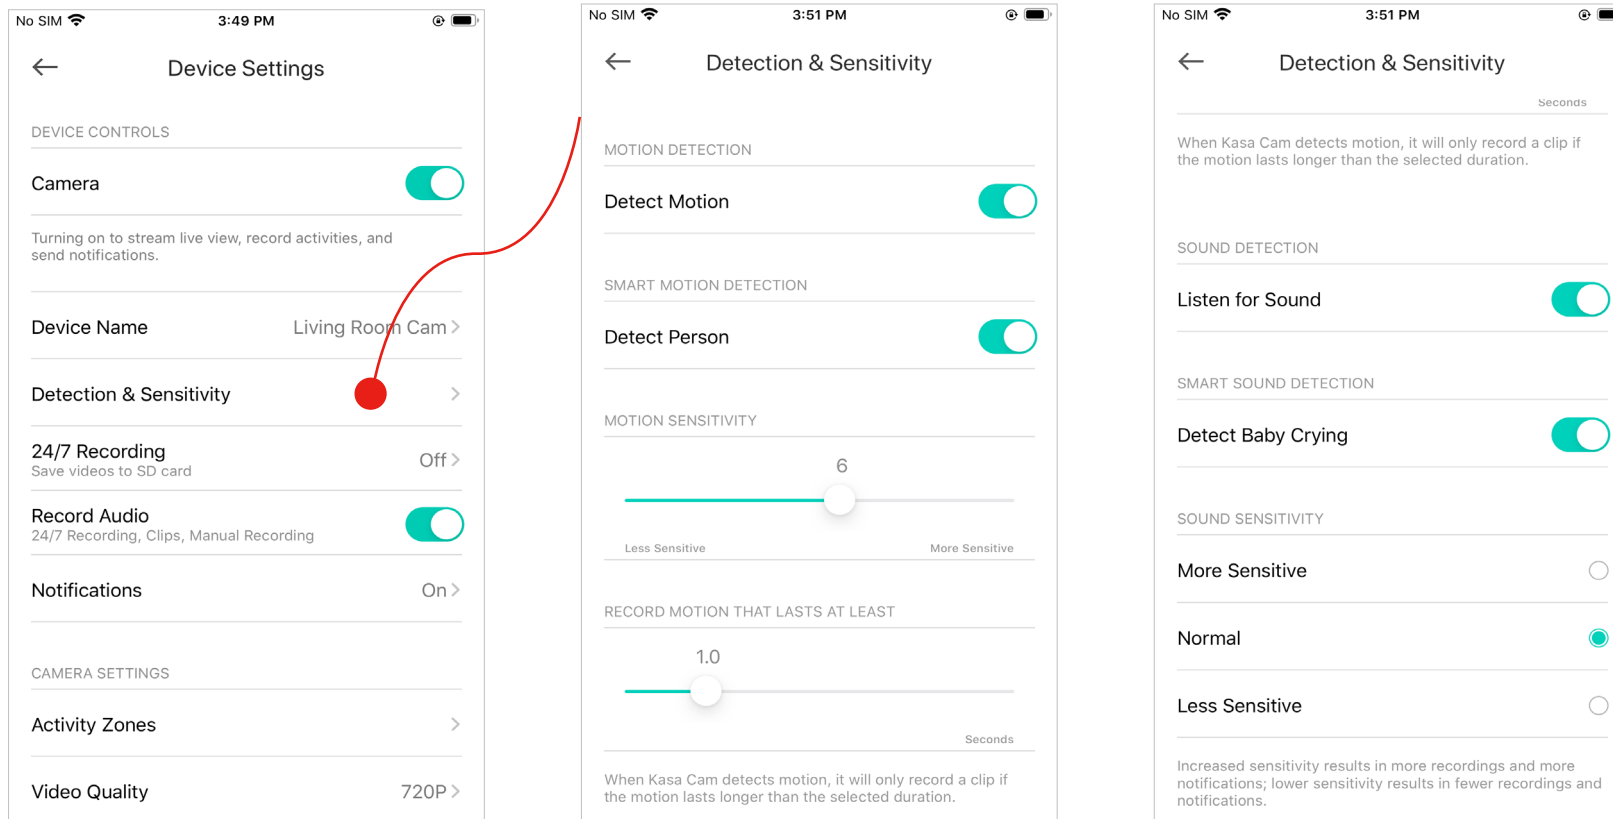 No SIM 3:49 PM
Device Settings
DEVICE CONTROLS
Camera
Turning on to stream live view, record activities, and
send notifications.
Device Name Living Room Cam
Detection & Sensitivity
24/7 Recording Off
Save videos to SD card
Record Audio
24/7 Recording, Clips, Manual Recording
Notifications On
CAMERA SETTINGS
Activity Zones
Video Quality 720P
No SIM 3:51 PM
Detection & Sensitivity
MOTION DETECTION
Detect Motion
SMART MOTION DETECTION
Detect Person
MOTION SENSITIVITY
6
Less Sensitive More Sensitive
RECORD MOTION THAT LASTS AT LEAST
1.0
Seconds
When Kasa Cam detects motion, it will only record a clip if
the motion lasts longer than the selected duration.
No SIM 3:51 PM
Detection & Sensitivity
Seconds
When Kasa Cam detects motion, it will only record a clip if
the motion lasts longer than the selected duration.
SOUND DETECTION
Listen for Sound
SMART SOUND DETECTION
Detect Baby Crying
SOUND SENSITIVITY
More Sensitive
Normal
Less Sensitive
Increased sensitivity results in more recordings and more
notifications; lower sensitivity results in fewer recordings and
notifications.